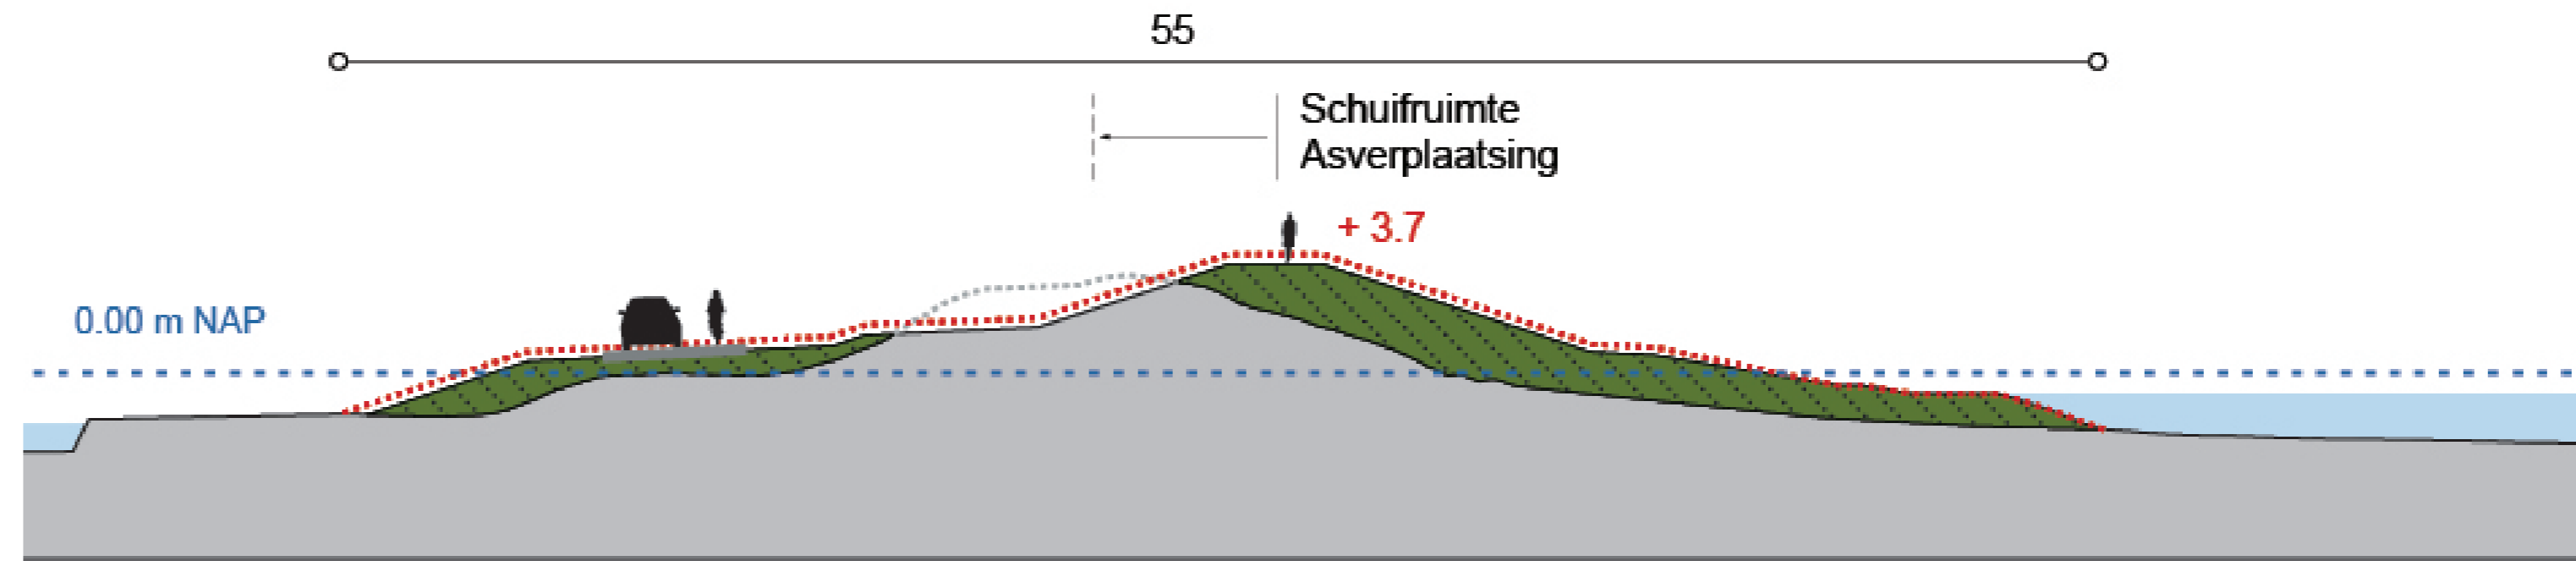 55
Schuifruimte
Asverplaatsing
+ 3.7
0.00 m NAP